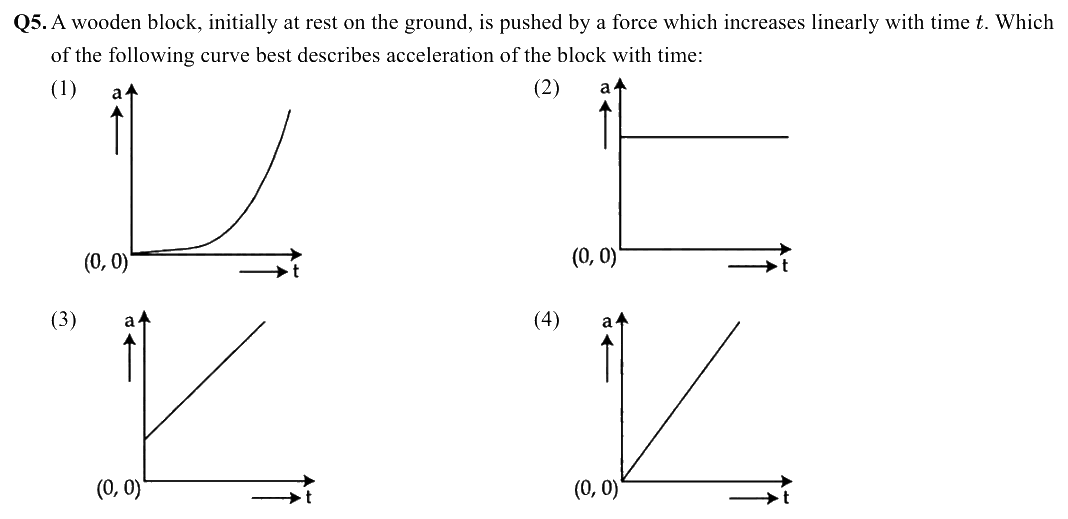 Q5. A wooden block, initially at rest on the ground, is pushed by a force which increases linearly with time t. Which
of the following curve best describes acceleration of the block with time:
(1) a (2) a
(0, 0) t (0, 0) t
(3) a (4) a
(0, 0) t (0, 0) t